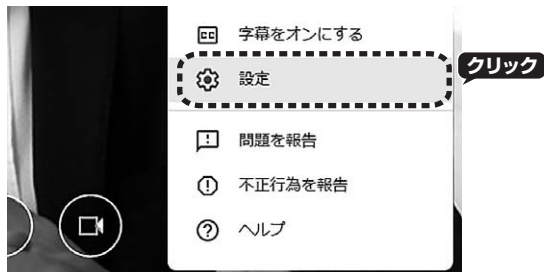 字幕をオンにする
設定
クリック
問題を報告
不正行為を報告
ヘルプ